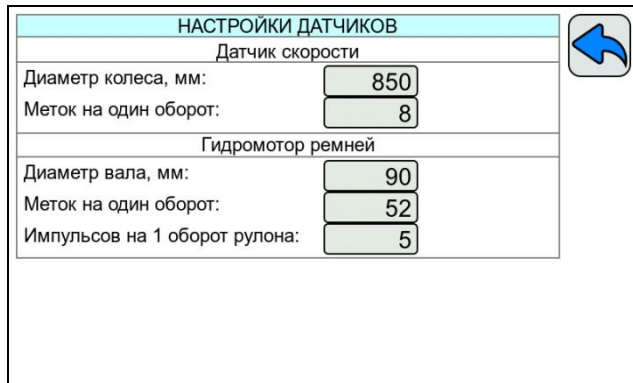 НАСТРОЙКИ ДАТЧИКОВ
Датчик скорости
Диаметр колеса, мм: 850
Меток на один оборот: 8
Гидромотор ремней
Диаметр вала, мм: 90
Меток на один оборот: 52
Импульсов на 1 оборот рулона: 5